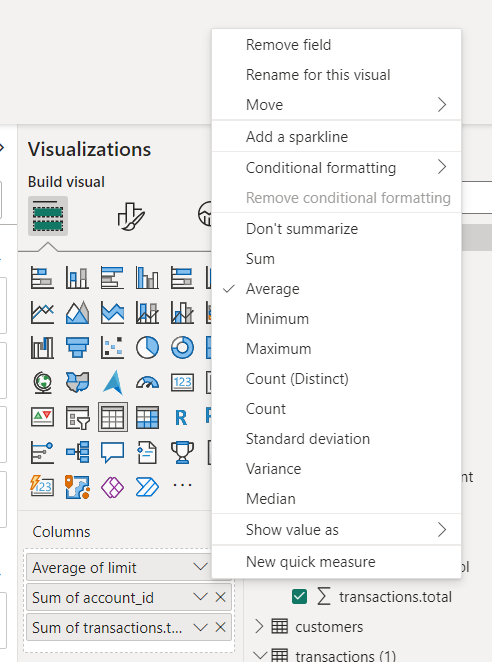 Remove field
Rename for this visual
Move
Add a sparkline
Conditional formatting
Remove conditional formatting
Don't summarize
Sum
Average
Minimum
Maximum
Count (Distinct)
Count
Standard deviation
Variance
Median
Show value as
New quick measure
Visualizations
Build visual
123
R
123
Columns
Average of limit
Sum of account_id
Sum of transactions.t...
transactions.total
customers
transactions (1)